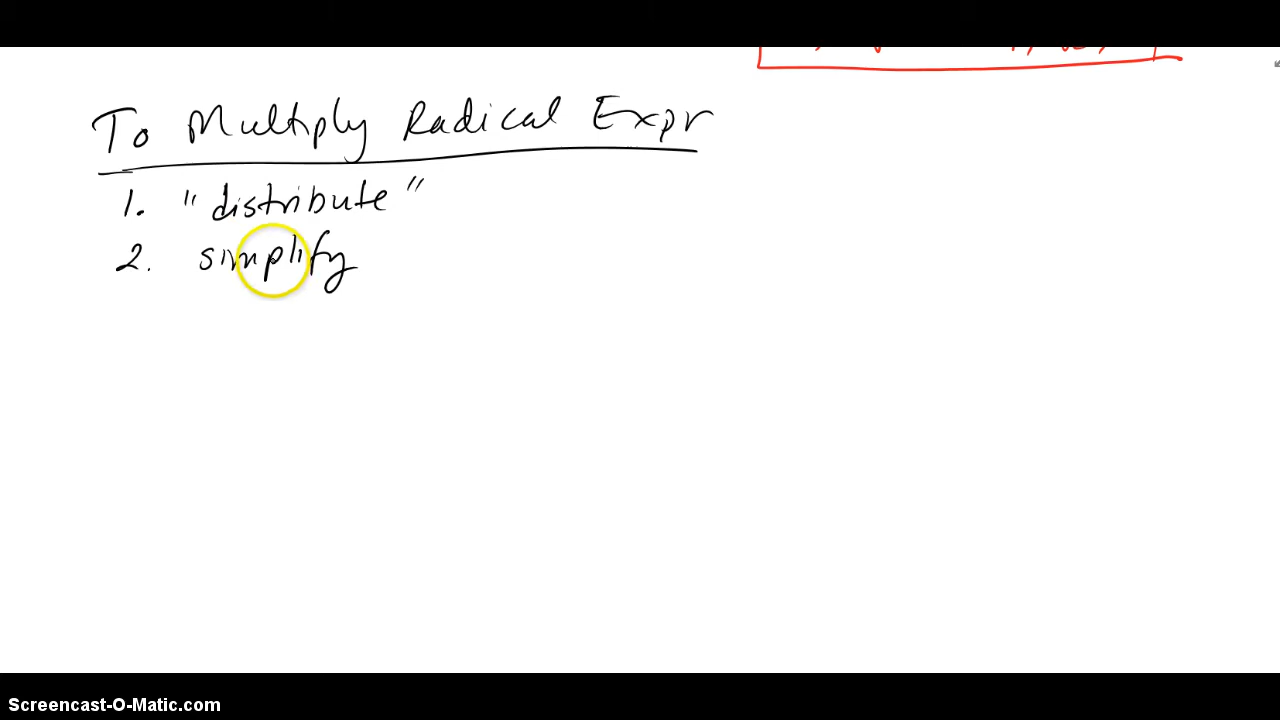 To Multiply Radical Expr
1. "distribute"
2. simplify
Screencast-O-Matic.com